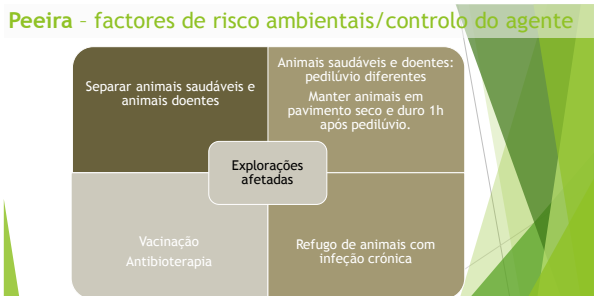 Peeira – factores de risco ambientais/controlo do agente
Separar animais saudáveis e
animais doentes
Animais saudáveis e doentes:
pedilúvio diferentes
Manter animais em
pavimento seco e duro 1h
após pedilúvio.
Explorações
afetadas
Vacinação
Antibioterapia
Refugo de animais com
infeção crónica